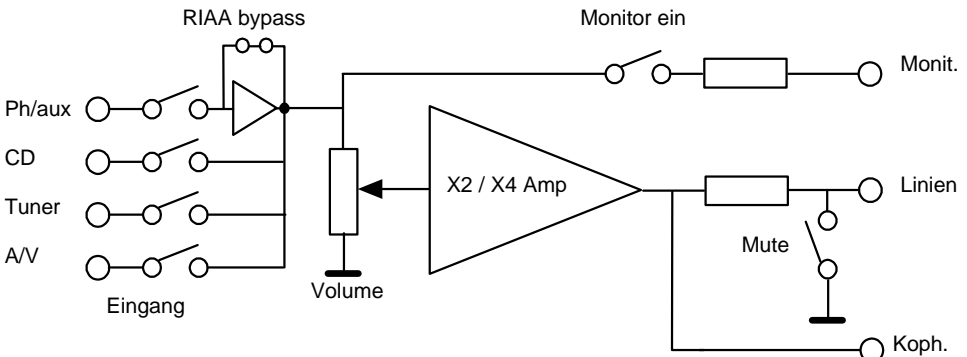 RIAA bypass
Monitor ein
Monit.
Ph/aux
CD
X2 / X4 Amp
Linien
Tuner
Mute
A/V
Volume
Eingang
Koph.